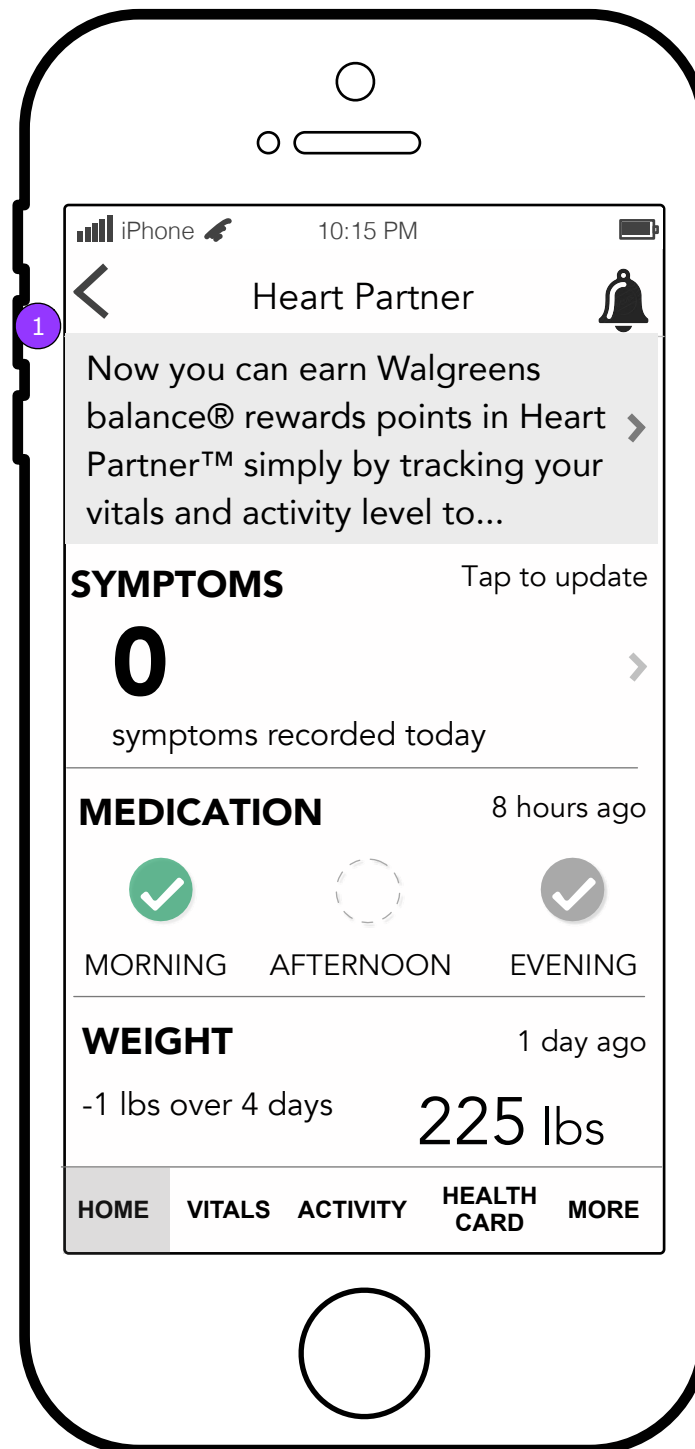 iPhone 10:15 PM
Heart Partner
1
Now you can earn Walgreens
balance® rewards points in Heart
Partner™ simply by tracking your
vitals and activity level to...
SYMPTOMS Tap to update
0
symptoms recorded today
MEDICATION 8 hours ago
MORNING AFTERNOON EVENING
WEIGHT 1 day ago
-1 lbs over 4 days 225 lbs
HOME VITALS ACTIVITY HEALTH CARD MORE